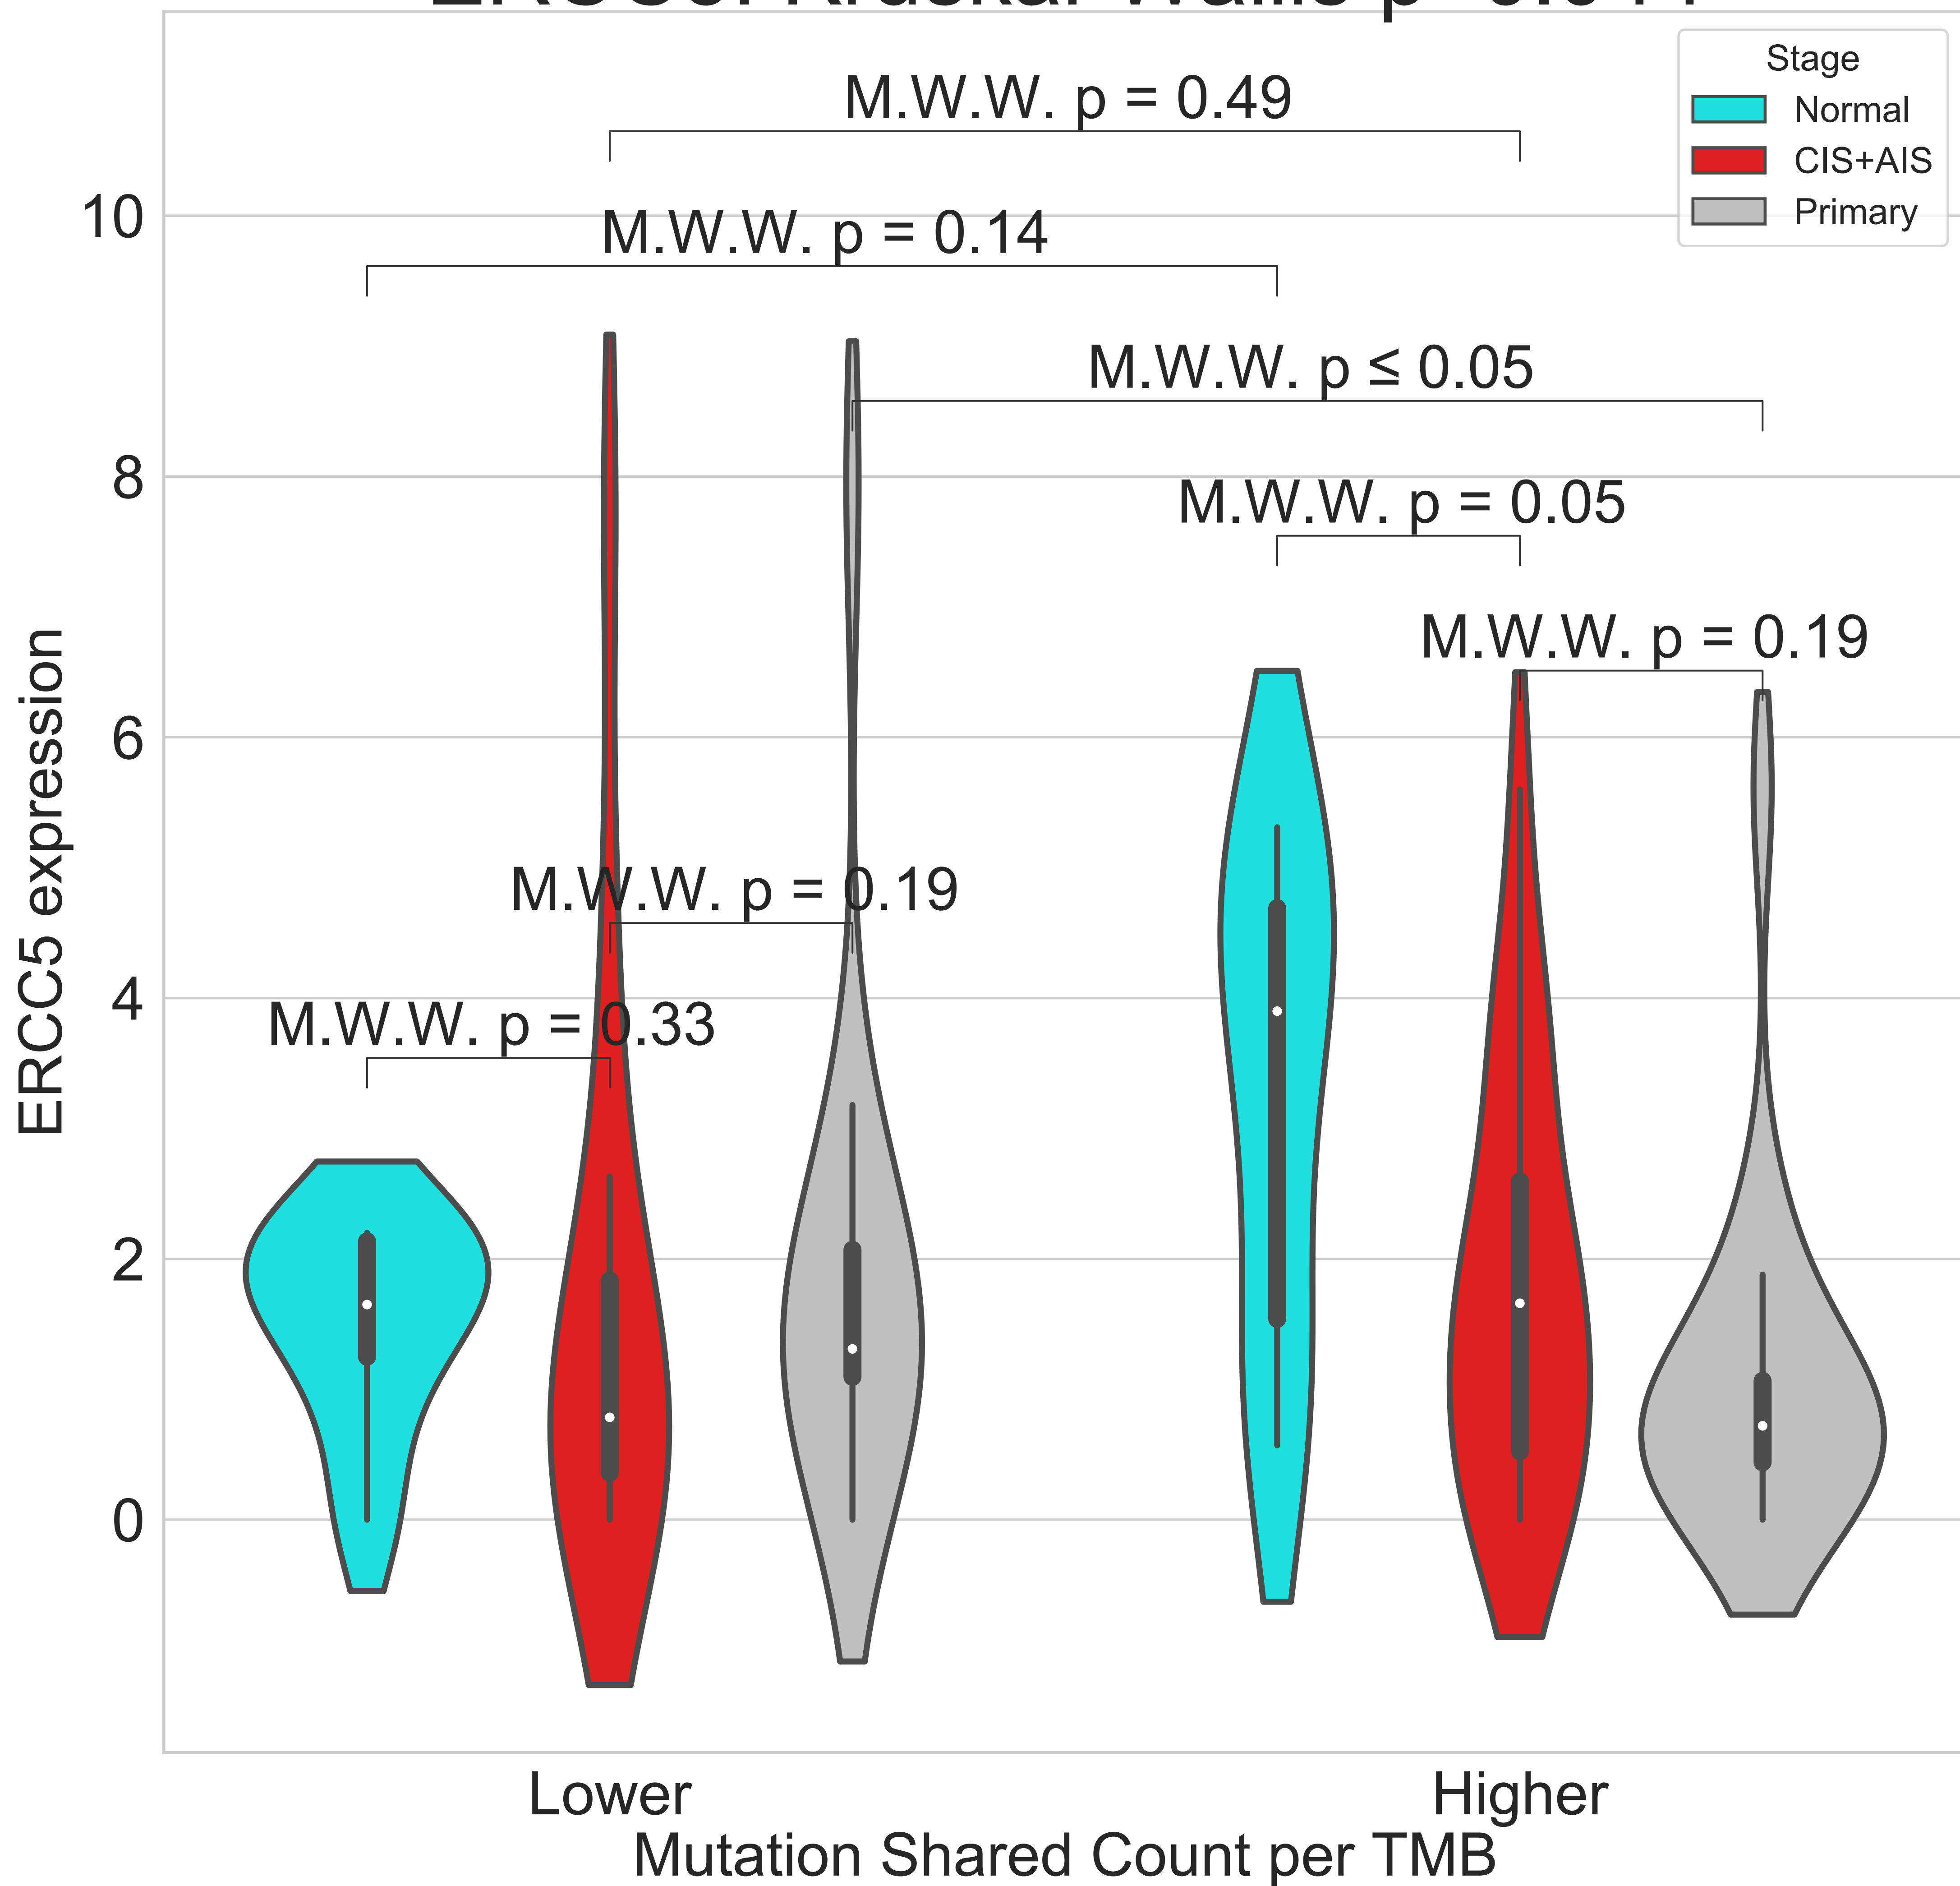 Stage
Normal
CIS+AIS
Primary
M.W.W. p = 0.49
M.W.W. p = 0.14
M.W.W. p ≤ 0.05
M.W.W. p = 0.05
M.W.W. p = 0.19
M.W.W. p = 0.19
M.W.W. p = 0.33
10
8
6
4
2
0
ERCC5 expression
Lower
Higher
Mutation Shared Count per TMB